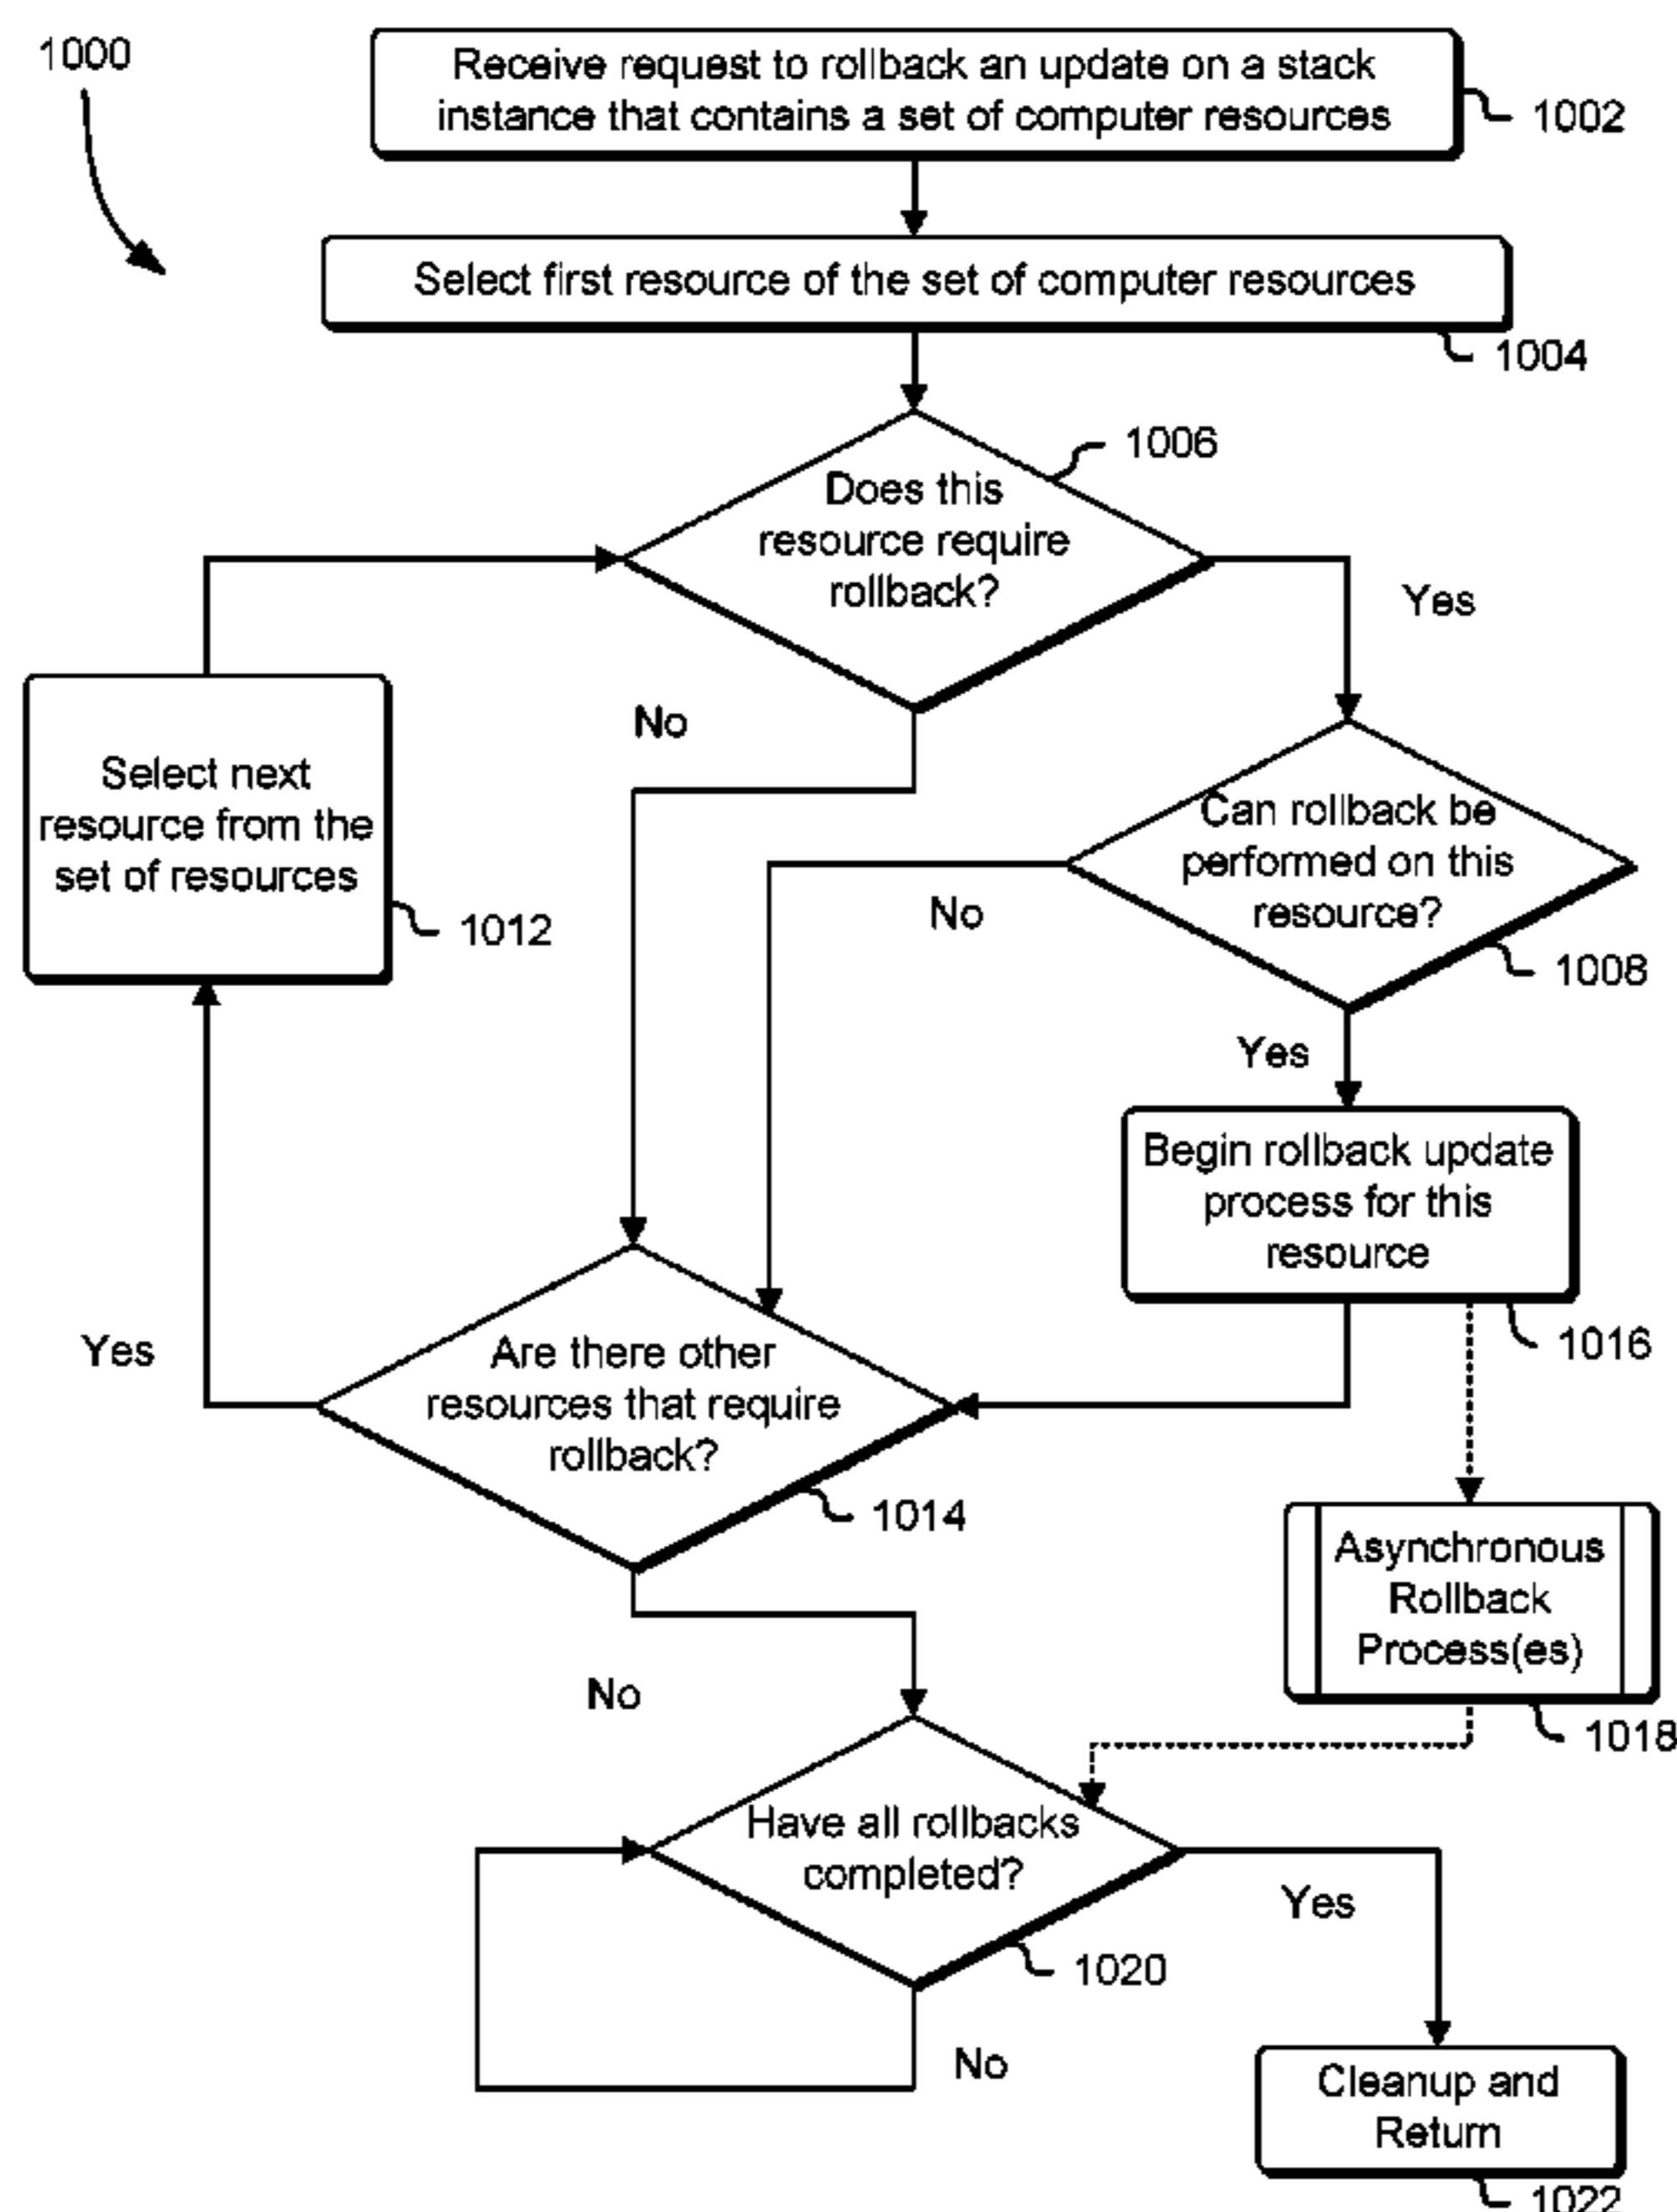 1000
Receive request to rollback an update on a stack
instance that contains a set of computer resources
1002
Select first resource of the set of computer resources
1004
1006
Does this
resource require
rollback?
Yes
No
Select next
resource from the
set of resources
1012
Can rollback be
performed on this
resource?
No
1008
Yes
Begin rollback update
process for this
resource
1016
Yes
Are there other
resources that require
rollback?
1014
Asynchronous
Rollback
Process(es)
1018
No
Have all rollbacks
completed?
Yes
1020
No
Cleanup and
Return
1022